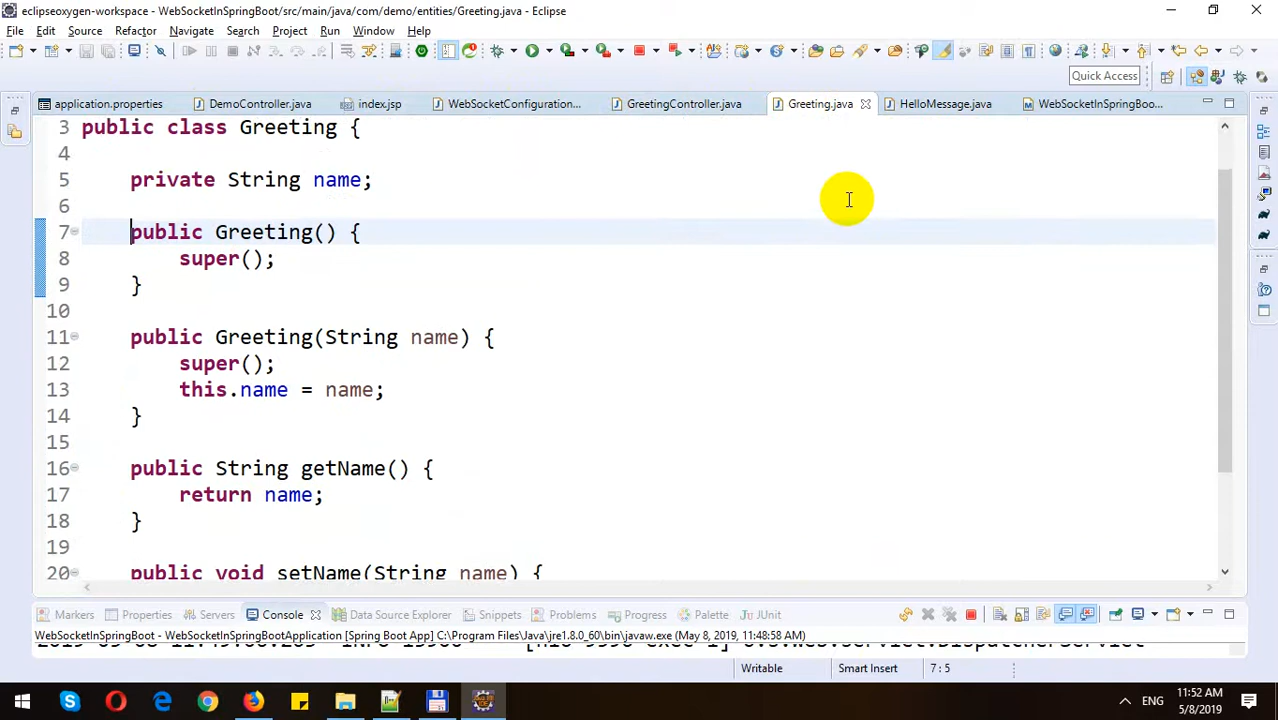 eclipseoxygen-workspace - WebSocketInSpringBoot/src/main/java/com/demo/entities/Greeting.java - Eclipse
File Edit Source Refactor Navigate Search Project Run Window Help
Quick Access
application.properties DemoController.java index.jsp WebSocketConfiguration... GreetingController.java Greeting.java HelloMessage.java WebSocketInSpringBoo...
3 public class Greeting {
4
5 private String name;
6
7 public Greeting() {
8 super();
9 }
10
11 public Greeting(String name) {
12 super();
13 this.name = name;
14 }
15
16 public String getName() {
17 return name;
18 }
19
20 public void setName(String name) {
Markers Properties Servers Console Data Source Explorer Snippets Problems Progress Palette JUnit
WebSocketInSpringBoot - WebSocketInSpringBootApplication [Spring Boot App] C:\Program Files\Java\jre1.8.0_60\bin\javaw.exe (May 8, 2019, 11:48:58 AM)
Writable Smart Insert 7 : 5
ENG 11:52 AM
5/8/2019